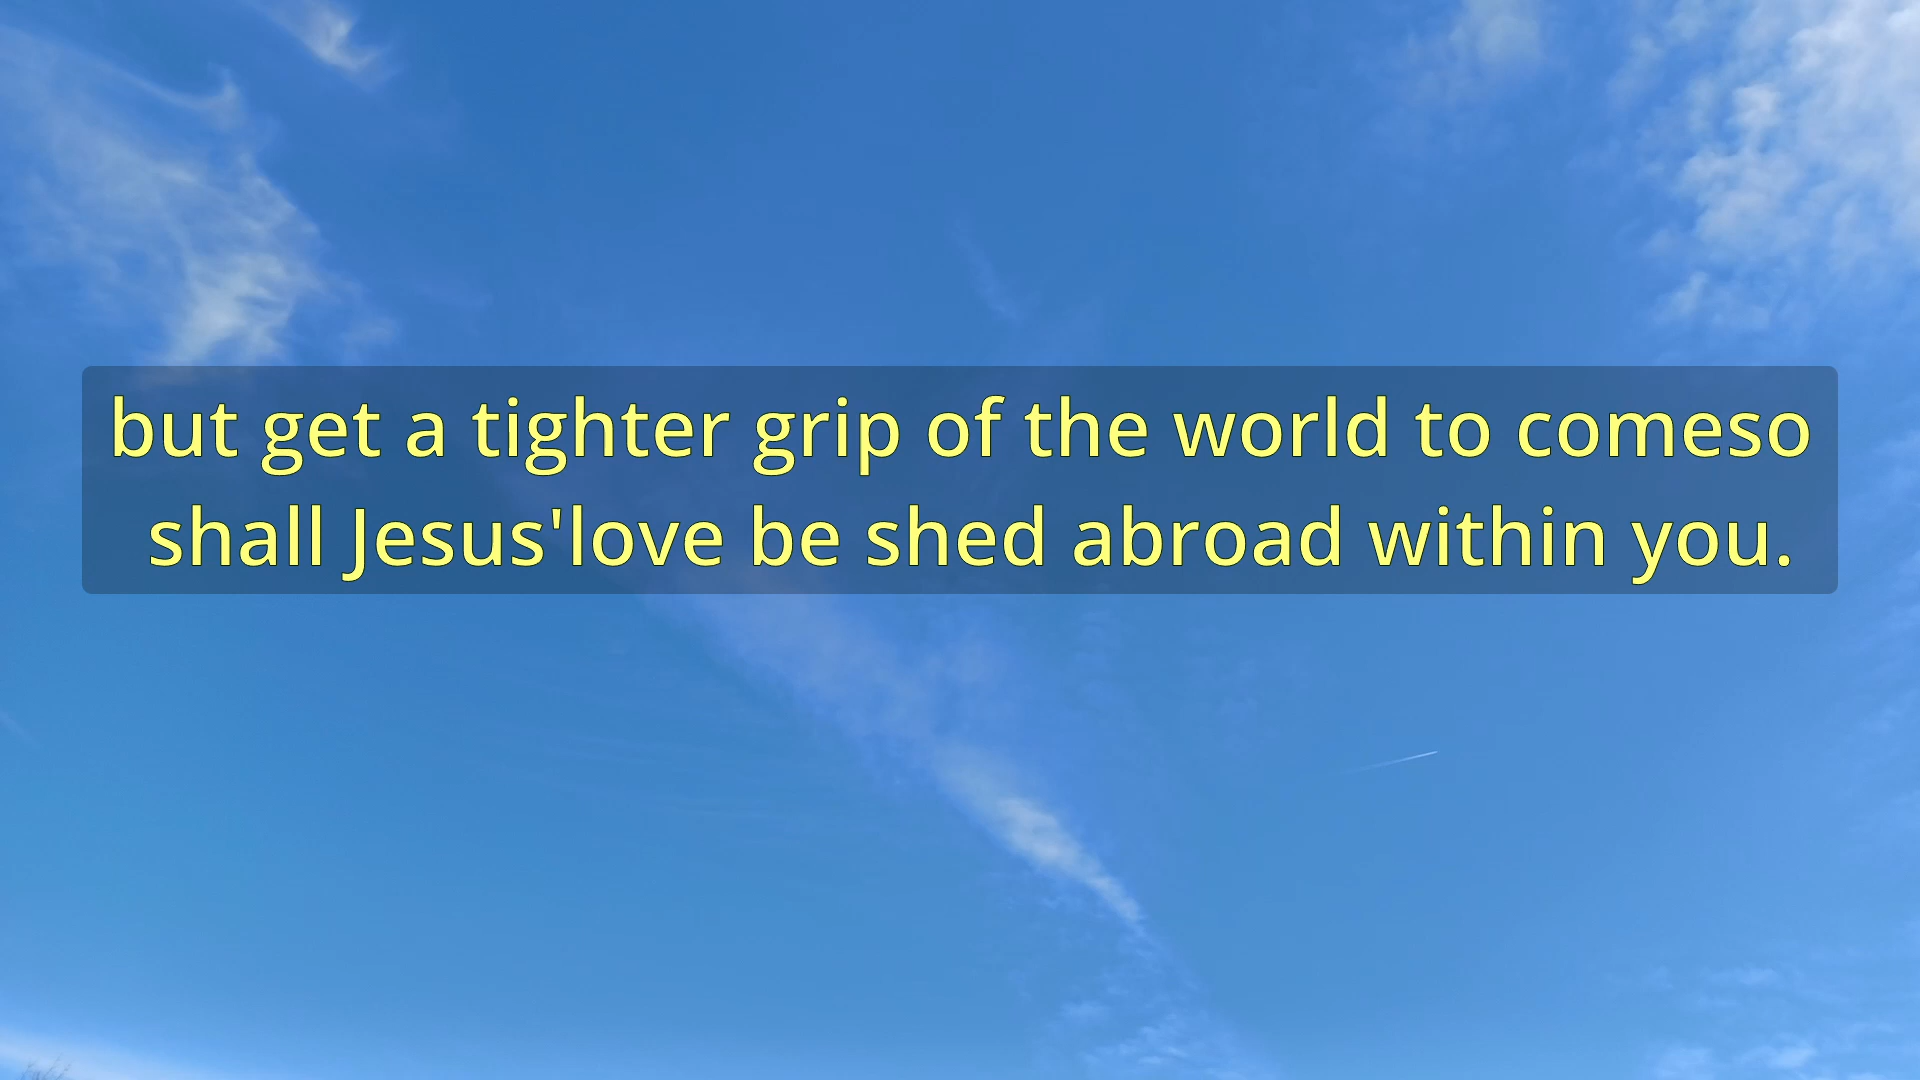 but get a tighter grip of the world to comeso
shall Jesus'love be shed abroad within you.